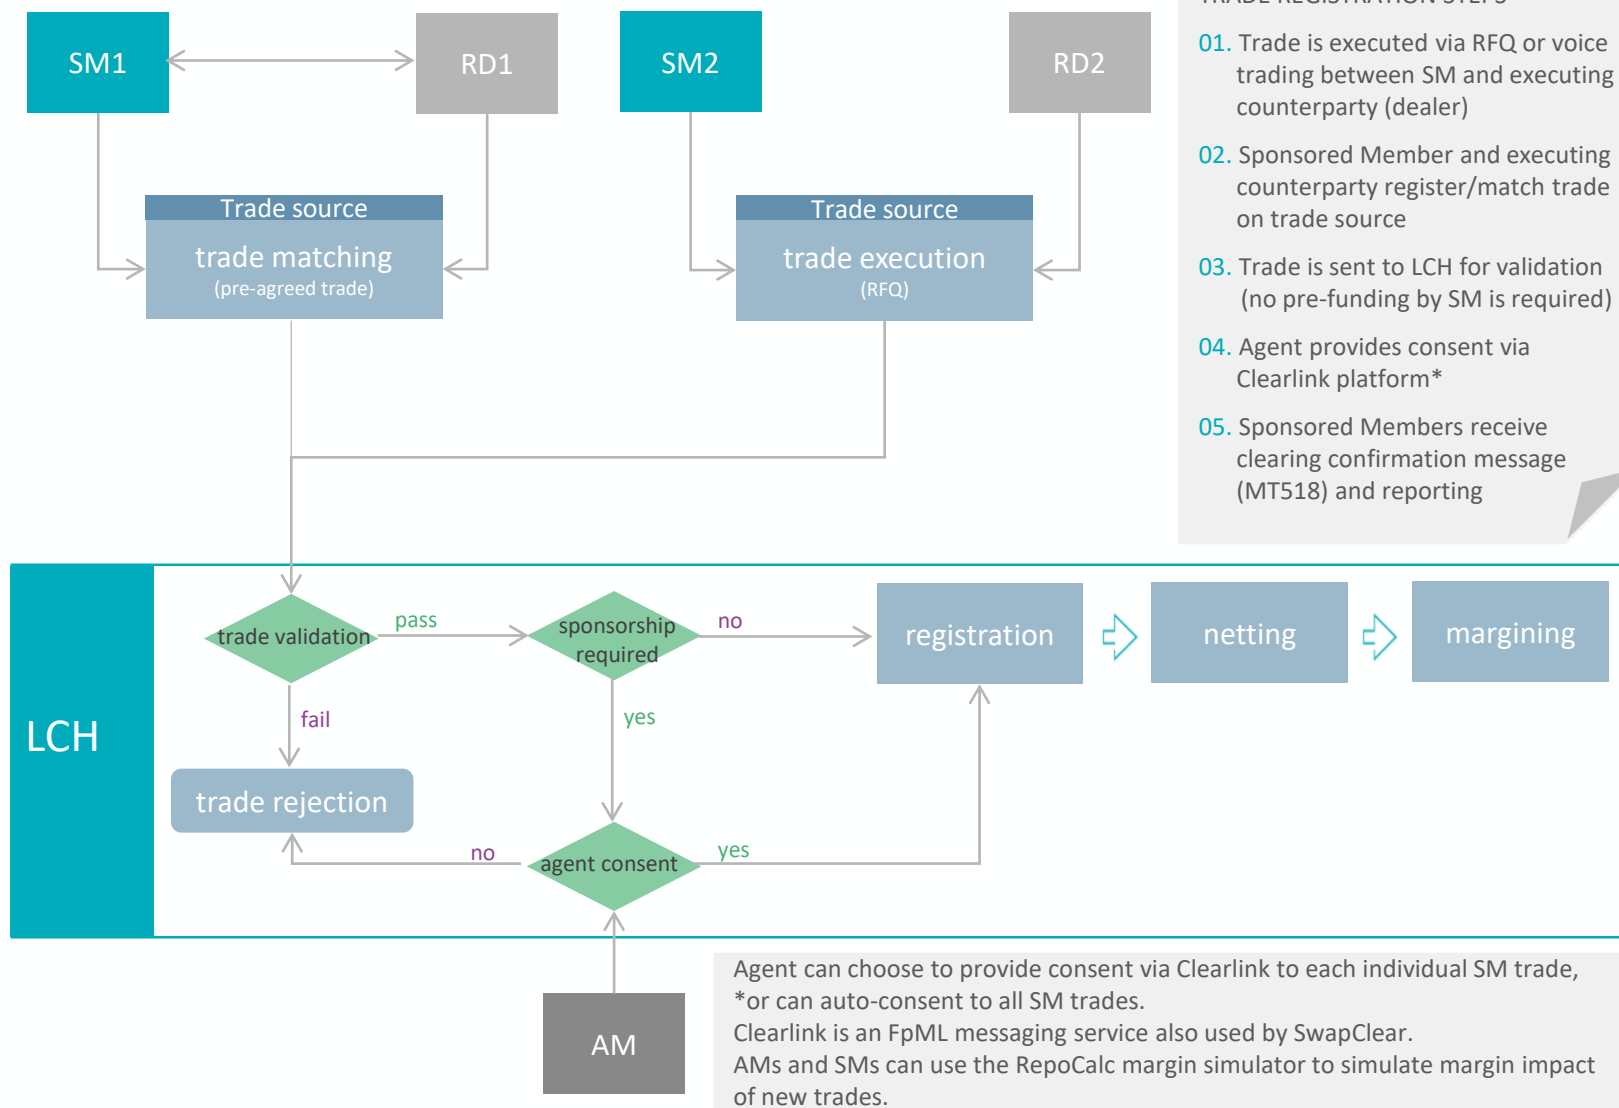 SM1
RD1
SM2
RD2
Trade source
trade matching
(pre-agreed trade)
Trade source
trade execution
(RFQ)
TRADE REGISTRATION STEPS
01. Trade is executed via RFQ or voice
trading between SM and executing
counterparty (dealer)
02. Sponsored Member and executing
counterparty register/match trade
on trade source
03. Trade is sent to LCH for validation
(no pre-funding by SM is required)
04. Agent provides consent via
Clearlink platform*
05. Sponsored Members receive
clearing confirmation message
(MT518) and reporting
LCH
trade validation
pass
sponsorship
required
no
registration
netting
margining
fail
yes
trade rejection
no
agent consent
yes
AM
Agent can choose to provide consent via Clearlink to each individual SM trade,
*or can auto-consent to all SM trades.
Clearlink is an FpML messaging service also used by SwapClear.
AMs and SMs can use the RepoCalc margin simulator to simulate margin impact
of new trades.